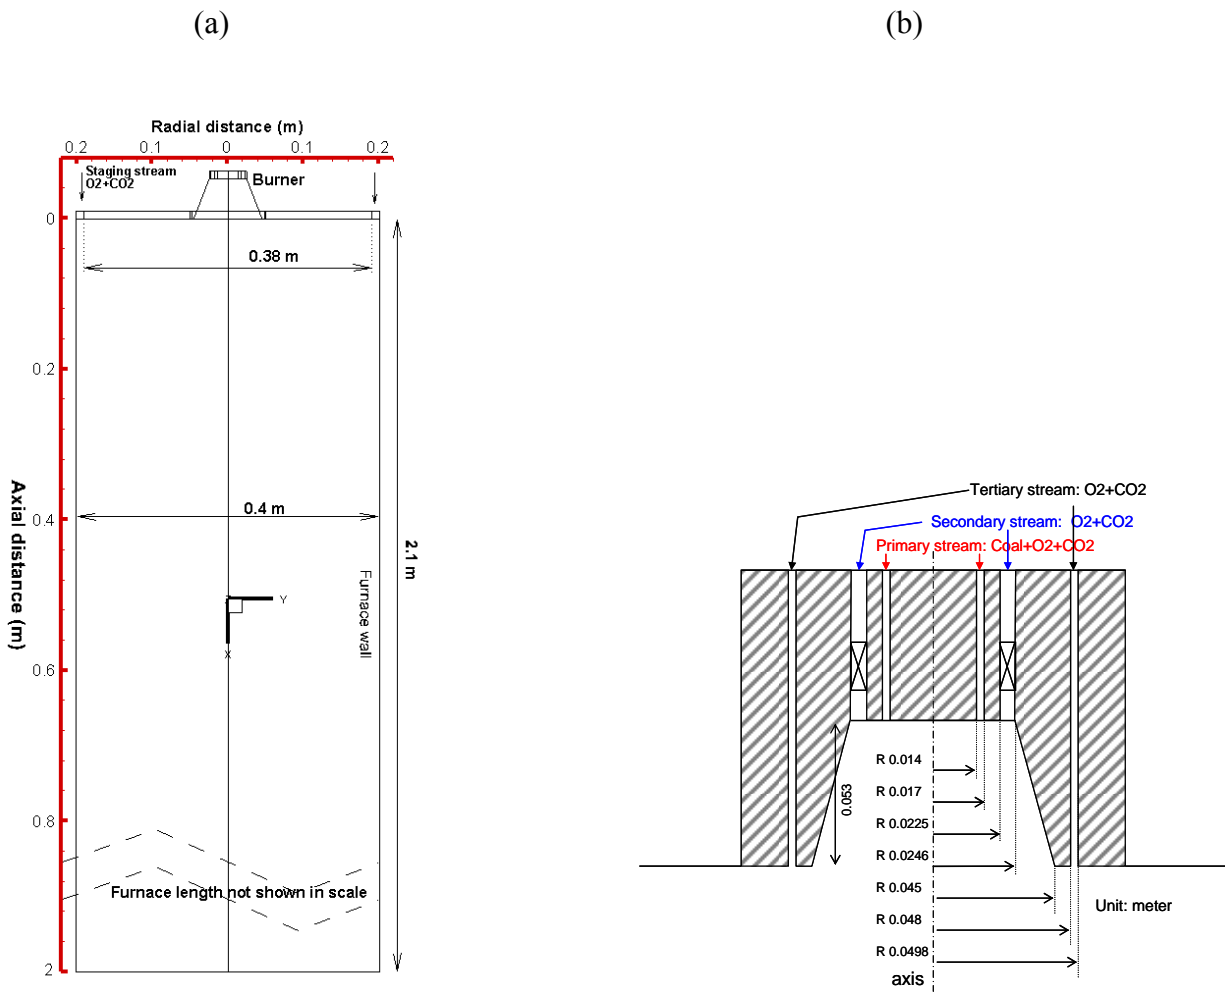 (a)
(b)
Radial distance (m)
0.2 0.1 0 0.1 0.2
Staging stream
O2+CO2
Burner
0
0.38 m
0.2
0.4 m
0.4
Axial distance (m)
2.1 m
Furnace wall
Y
X
0.6
0.8
Furnace length not shown in scale
2
Tertiary stream: O2+CO2
Secondary stream: O2+CO2
Primary stream: Coal+O2+CO2
0.053
R 0.014
R 0.017
R 0.0225
R 0.0246
R 0.045
R 0.048
R 0.0498
Unit: meter
axis